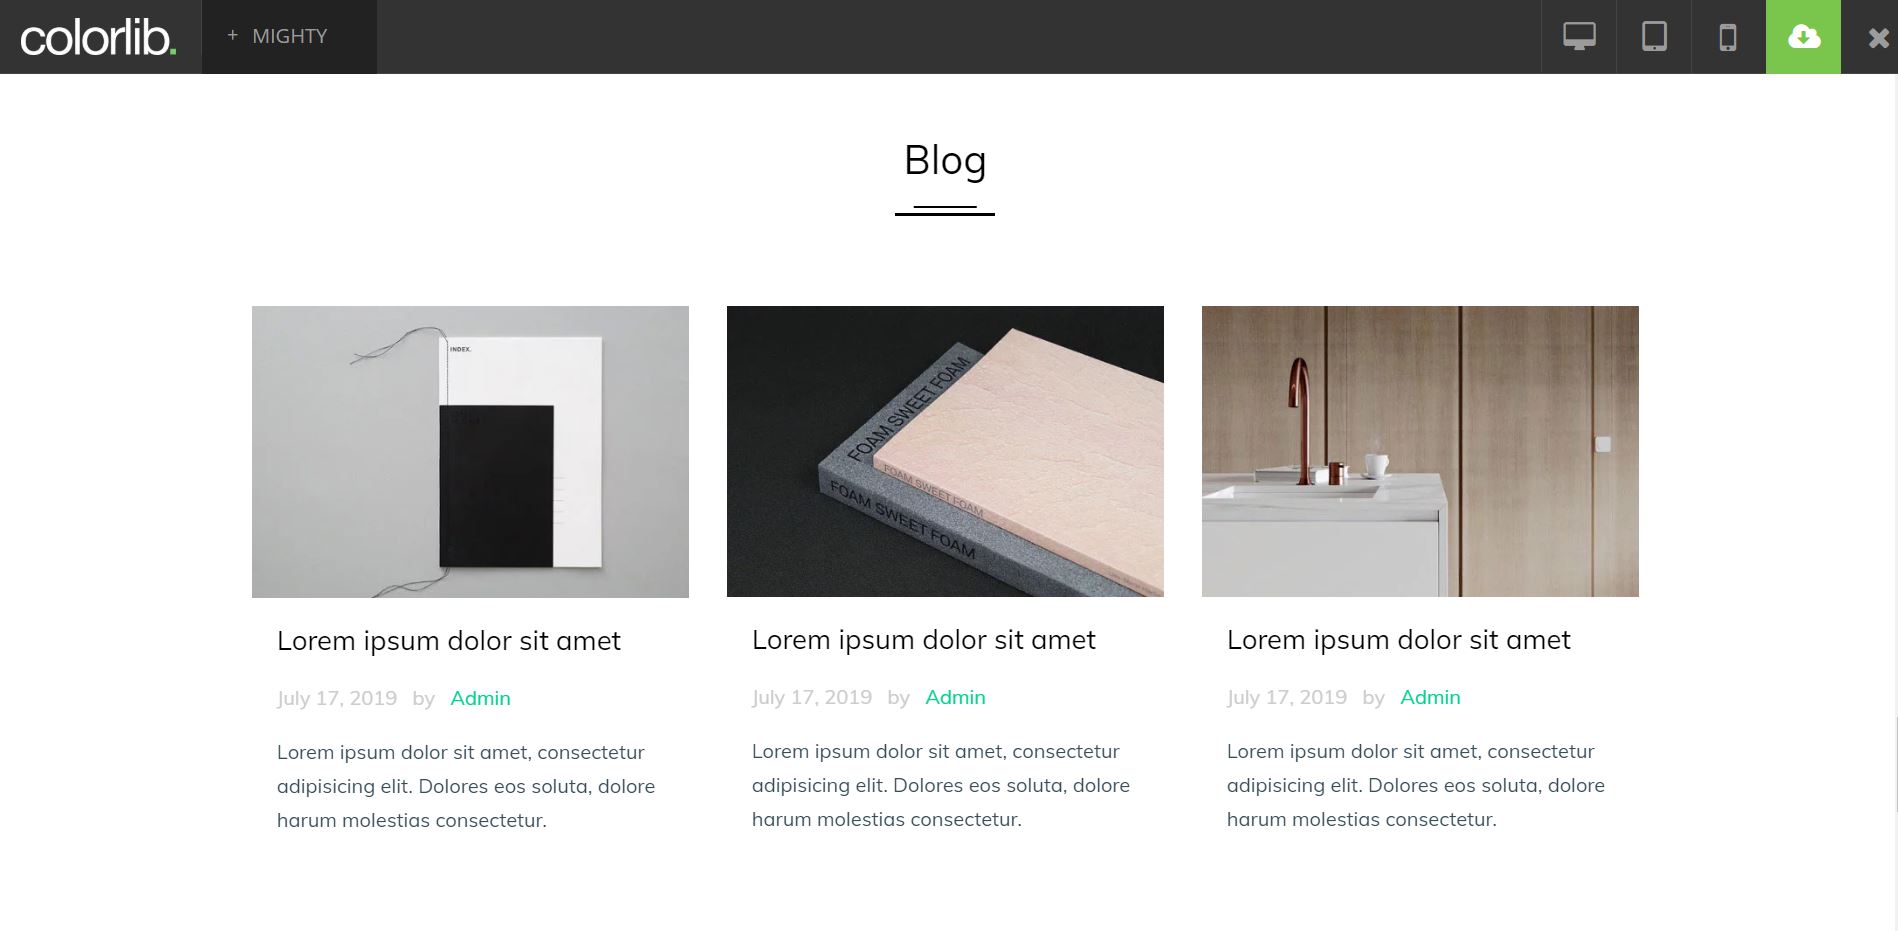 colorlib.
+ MIGHTY
Blog
INDEX.
FOAM SWEET FOAM
FOAM SWEET FOAM
FOAM SWEET FOAM
Lorem ipsum dolor sit amet
July 17, 2019 by Admin
Lorem ipsum dolor sit amet, consectetur
adipisicing elit. Dolores eos soluta, dolore
harum molestias consectetur.
Lorem ipsum dolor sit amet
July 17, 2019 by Admin
Lorem ipsum dolor sit amet, consectetur
adipisicing elit. Dolores eos soluta, dolore
harum molestias consectetur.
Lorem ipsum dolor sit amet
July 17, 2019 by Admin
Lorem ipsum dolor sit amet, consectetur
adipisicing elit. Dolores eos soluta, dolore
harum molestias consectetur.